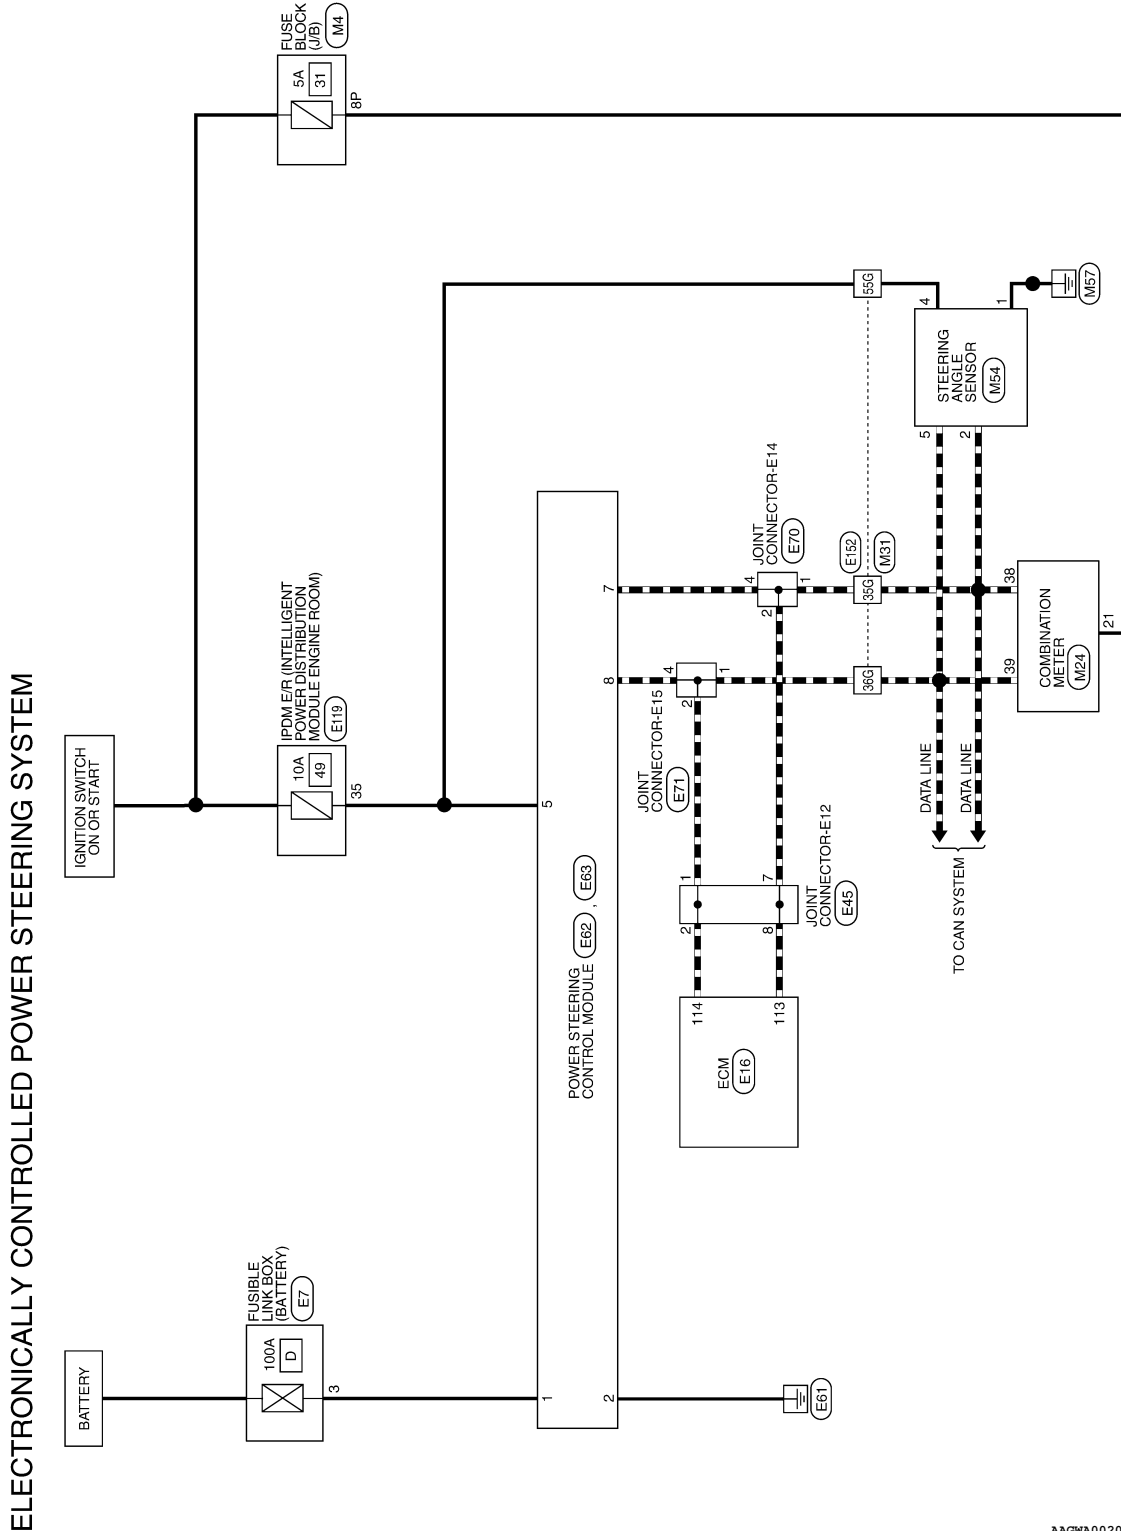 ELECTRONICALLY CONTROLLED POWER STEERING SYSTEM
BATTERY
IGNITION SWITCH
ON OR START
FUSIBLE
LINK BOX
(BATTERY)
E7
100A
D
3
IPDM E/R (INTELLIGENT
POWER DISTRIBUTION
MODULE ENGINE ROOM)
E119
10A
49
35
FUSE
BLOCK
(J/B)
M4
5A
31
8P
1
5
POWER STEERING
CONTROL MODULE
E62 , E63
2
8
7
E61
JOINT
CONNECTOR-E15
E71
4
2
1
JOINT
CONNECTOR-E14
E70
4
2
1
ECM
E16
114
113
2
1
8
7
JOINT
CONNECTOR-E12
E45
36G
35G
55G
E152
M31
DATA LINE
DATA LINE
TO CAN SYSTEM
5
2
4
1
STEERING
ANGLE
SENSOR
M54
M57
39
38
COMBINATION
METER
M24
21